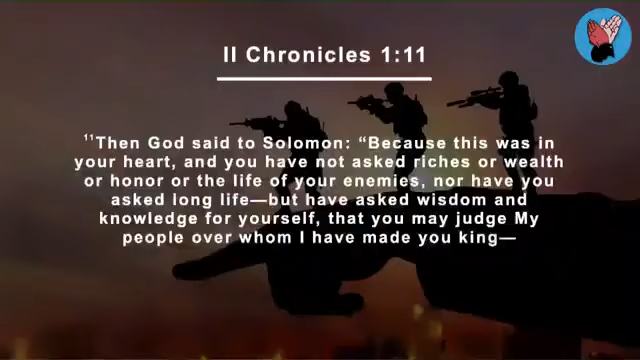 II Chronicles 1:11
¹¹Then God said to Solomon: “Because this was in
your heart, and you have not asked riches or wealth
or honor or the life of your enemies, nor have you
asked long life—but have asked wisdom and
knowledge for yourself, that you may judge My
people over whom I have made you king—